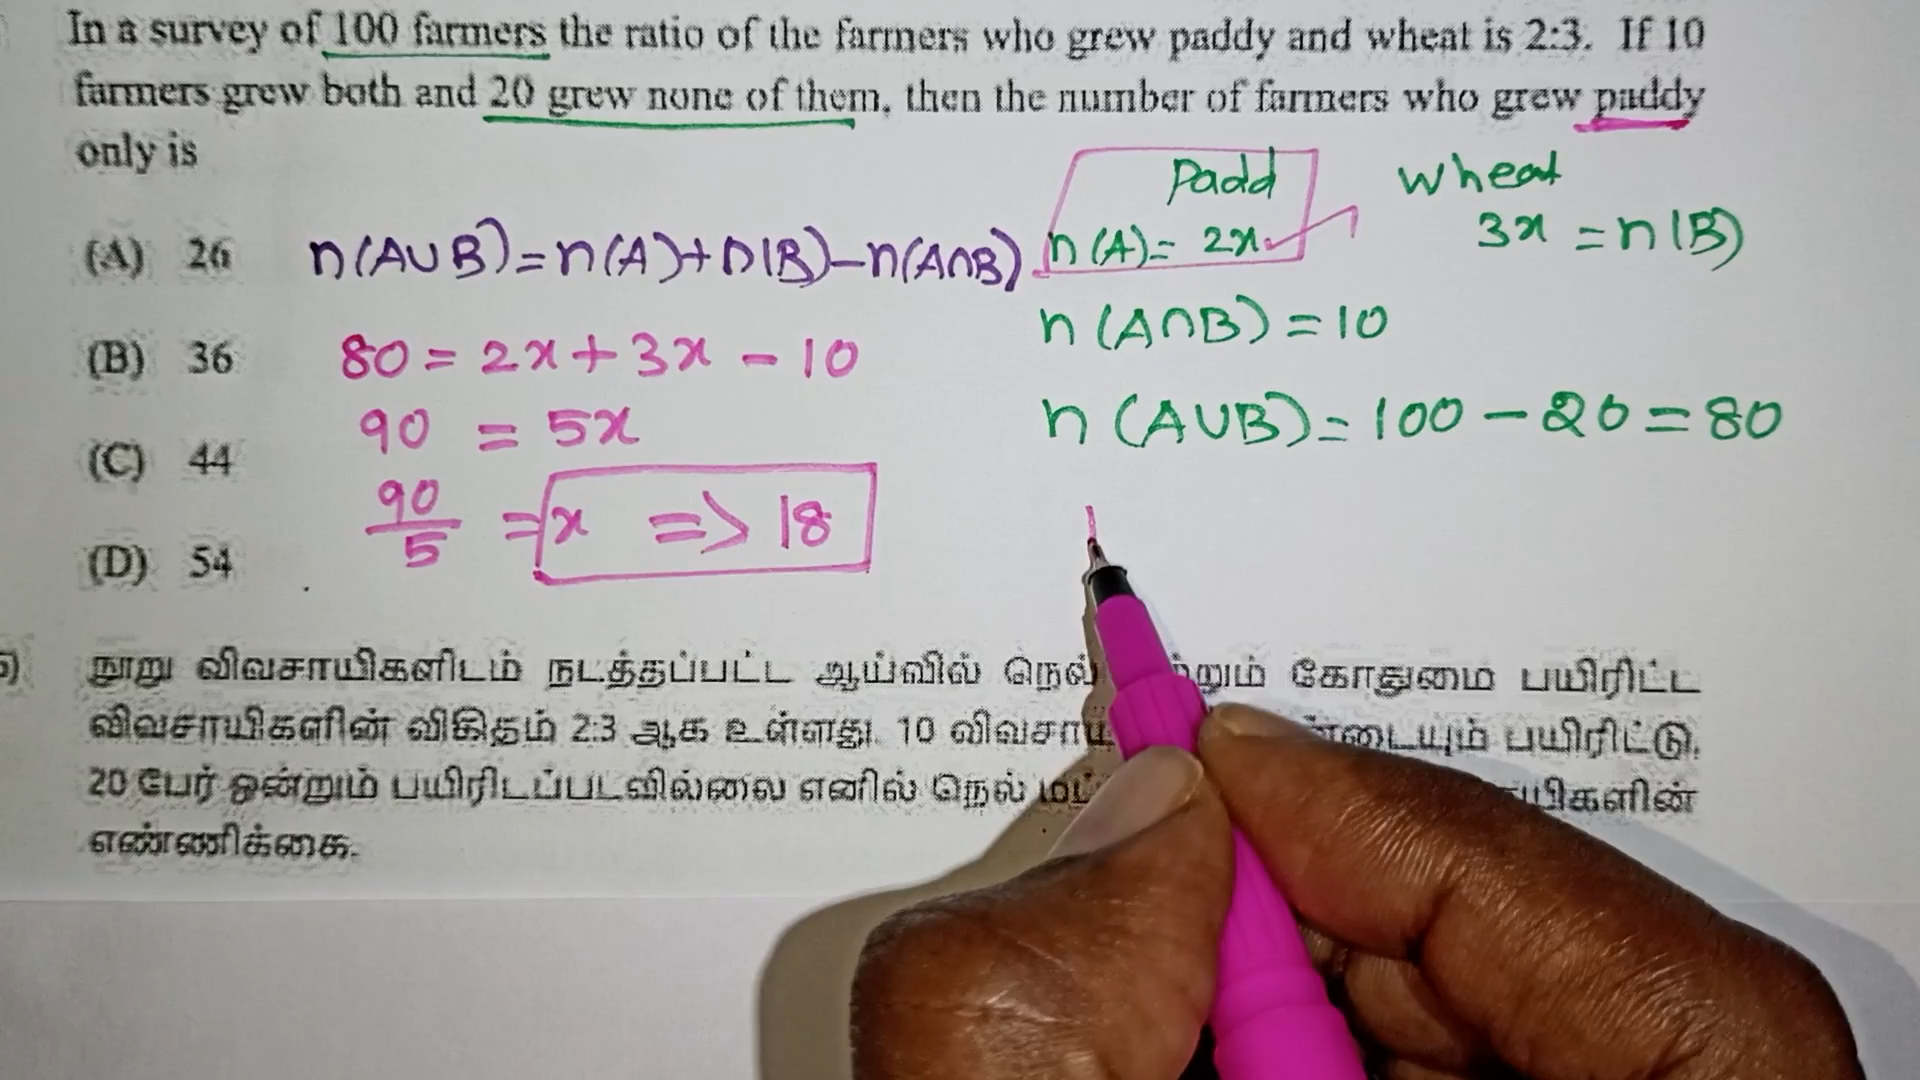 In a survey of 100 farmers the ratio of the farmers who grew paddy and wheat is 2:3. If 10
farmers grew both and 20 grew none of them, then the number of farmers who grew paddy
only is
Padd
wheat
n(A)= 2x
3x = n(B)
(A) 26
n(A∪B)=n(A)+n(B)-n(A∩B)
n(A∩B)=10
(B) 36
80=2x+3x-10
n(A∪B)=100-20=80
(C) 44
90 = 5x
90/5 = x => 18
(D) 54
நூறு விவசாயிகளிடம் நடத்தப்பட்ட ஆய்வில் நெல் கோதுமை பயிரிட்ட
விவசாயிகளின் விகிதம் 2:3 ஆக உள்ளது. 10 பயிரிட்டு,
20 பேர் ஒன்றும் பயிரிடப்படவில்லை எனில் நெல்
எண்ணிக்கை.